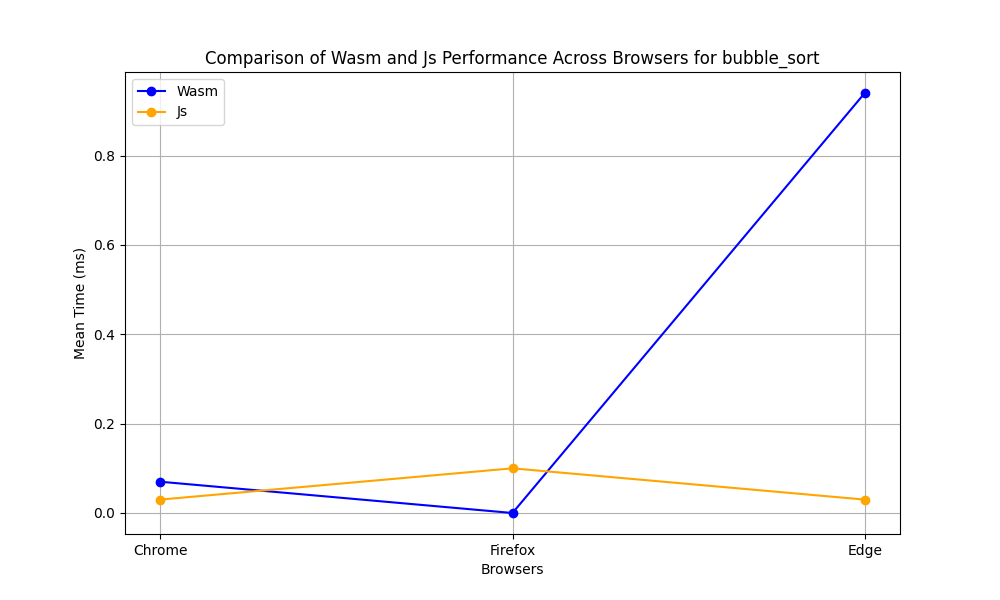 Comparison of Wasm and Js Performance Across Browsers for bubble_sort
Wasm
Js
Mean Time (ms)
0.8
0.6
0.4
0.2
0.0
Chrome
Firefox
Edge
Browsers